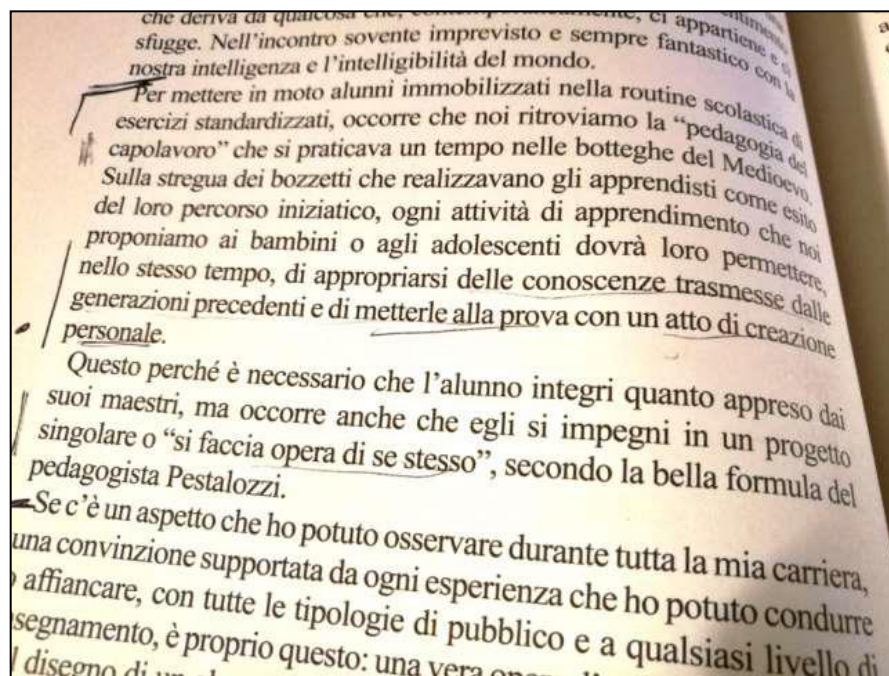 che deriva da qualcosa che, contemporaneamente, ci appartiene e ci
sfugge. Nell'incontro sovente imprevisto e sempre fantastico con la
nostra intelligenza e l'intelligibilità del mondo.
Per mettere in moto alunni immobilizzati nella routine scolastica di
esercizi standardizzati, occorre che noi ritroviamo la "pedagogia del
capolavoro" che si praticava un tempo nelle botteghe del Medioevo.
Sulla stregua dei bozzetti che realizzavano gli apprendisti come esito
del loro percorso iniziatico, ogni attività di apprendimento che noi
proponiamo ai bambini o agli adolescenti dovrà loro permettere,
nello stesso tempo, di appropriarsi delle conoscenze trasmesse dalle
generazioni precedenti e di metterle alla prova con un atto di creazione
personale.
Questo perché è necessario che l'alunno integri quanto appreso dai
suoi maestri, ma occorre anche che egli si impegni in un progetto
singolare o "si faccia opera di se stesso", secondo la bella formula del
pedagogista Pestalozzi.
Se c'è un aspetto che ho potuto osservare durante tutta la mia carriera,
una convinzione supportata da ogni esperienza che ho potuto condurre
affiancare, con tutte le tipologie di pubblico e a qualsiasi livello di
segnamento, è proprio questo: una vera
disegno di un